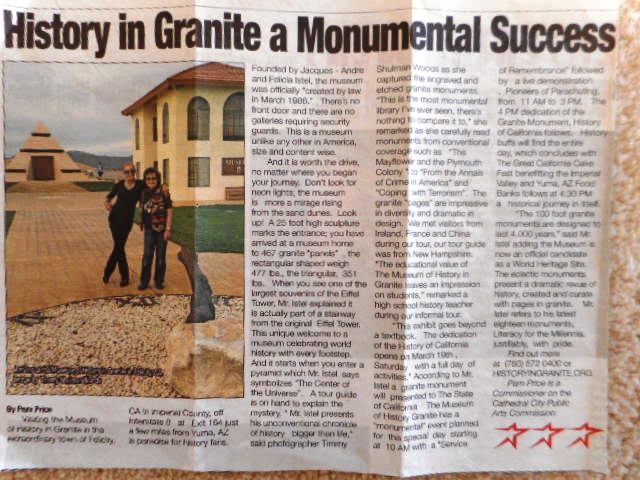 History in Granite a Monumental Success
By Pam Price
Visiting the Museum
of History in Granite in the
extraordinary town of Felicity,
CA in Imperial County, off
Interstate 8 at Exit 164 just
a few miles from Yuma, AZ
is paradise for history fans.
Founded by Jacques - Andre
and Felicia Istel, the museum
was officially "created by law
in March 1986." There's no
front door and there are no
galleries requiring security
guards. This is a museum
unlike any other in America,
size and content wise.
And it is worth the drive,
no matter where you began
your journey. Don't look for
neon lights; the museum
is more a mirage rising
from the sand dunes. Look
up! A 25 foot high sculpture
marks the entrance; you have
arrived at a museum home
to 467 granite "panels" , the
rectangular shaped weigh
477 lbs., the triangular, 351
lbs. When you see one of the
largest souvenirs of the Eiffel
Tower, Mr. Istel explained it
is actually part of a stairway
from the original Eiffel Tower.
This unique welcome to a
museum celebrating world
history with every footstep.
And it starts when you enter a
pyramid which Mr. Istel says
symbolizes "The Center of
the Universe". A tour guide
is on hand to explain the
mystery. " Mr. Istel presents
his unconventional chronicle
of history bigger than life,"
said photographer Timmy
Shulman Woods as she
captured the engraved and
etched granite monuments.
"This is the most monumental
library I've ever seen, there's
nothing to compare it to," she
remarked as she carefully read
monuments from conventional
coverage such as "This
Mayflower and the Plymouth
Colony " to "From the Annals
of Crime in America" and
"Coping with Terrorism". The
granite "pages" are impressive
in diversity and dramatic in
design. We met visitors from
Ireland, France and China
during our tour, our tour guide
was from New Hampshire.
"The educational value of
The Museum of History in
Granite leaves an impression
on students," remarked a
high school history teacher
during our informal tour.
"This exhibit goes beyond
a textbook. The dedication
of the History of California
opens on March 19th ,
Saturday with a full day of
activities." According to Mr.
Istel a granite monument
will presented to The State
of California The Museum
of History Granite has a
"monumental" event planned
for this special day starting
at 10 AM with a "Service
of Remembrance" followed
by a live demonstration
, Pioneers of Parachuting,
from 11 AM to 3 PM. The
4 PM dedication of the
Granite Monument, History
of California follows. History
buffs will find the entire
day, which concludes with
The Great California Cake
Fest benefitting the Imperial
Valley and Yuma, AZ Food
Banks follows at 4:30 PM
a historical journey in itself.
"The 100 foot granite
monuments are designed to
last 4,000 years" said Mr.
Istel adding the Museum is
now an official candidate
as a World Heritage Site.
The eclectic monuments
present a dramatic revue of
history, created and curate
with pages in granite. Mr.
Istel refers to his latest
eighteen monuments,
Literacy for the Millennia,
justifiably, with pride.
Find out more
at (760) 572 0400 or
HISTORYINGRANITE.ORG.
Pam Price is a
Commissioner on the
Cathedral City Public
Arts Commission.